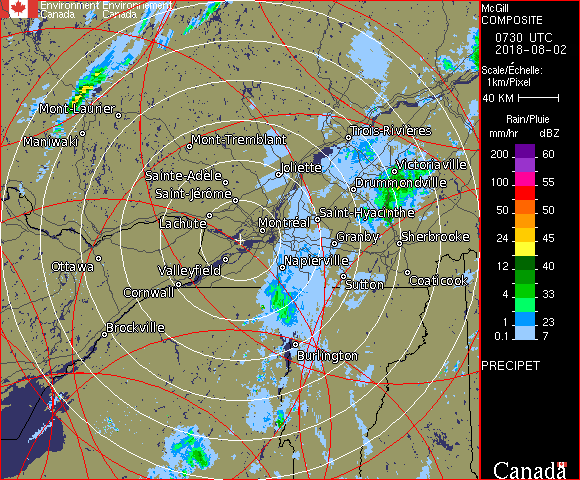 Environment Environnement
Canada Canada
McGill
COMPOSITE
0730 UTC
2018-08-02
Scale/Échelle:
1km/Pixel
40 KM
Rain/Pluie
mm/hr dBZ
200 60
100 55
50 50
24 45
12 40
4 33
1 23
0.1 7
PRECIPET
Canada
Mont-Laurier
Maniwaki
Mont-Tremblant
Trois-Rivières
Sainte-Adèle
Joliette
Victoriaville
Saint-Jérôme
Drummondville
Lachute
Montréal
Saint-Hyacinthe
Granby
Sherbrooke
Ottawa
Valleyfield
Napierville
Cornwall
Sutton
Coaticook
Brockville
Burlington